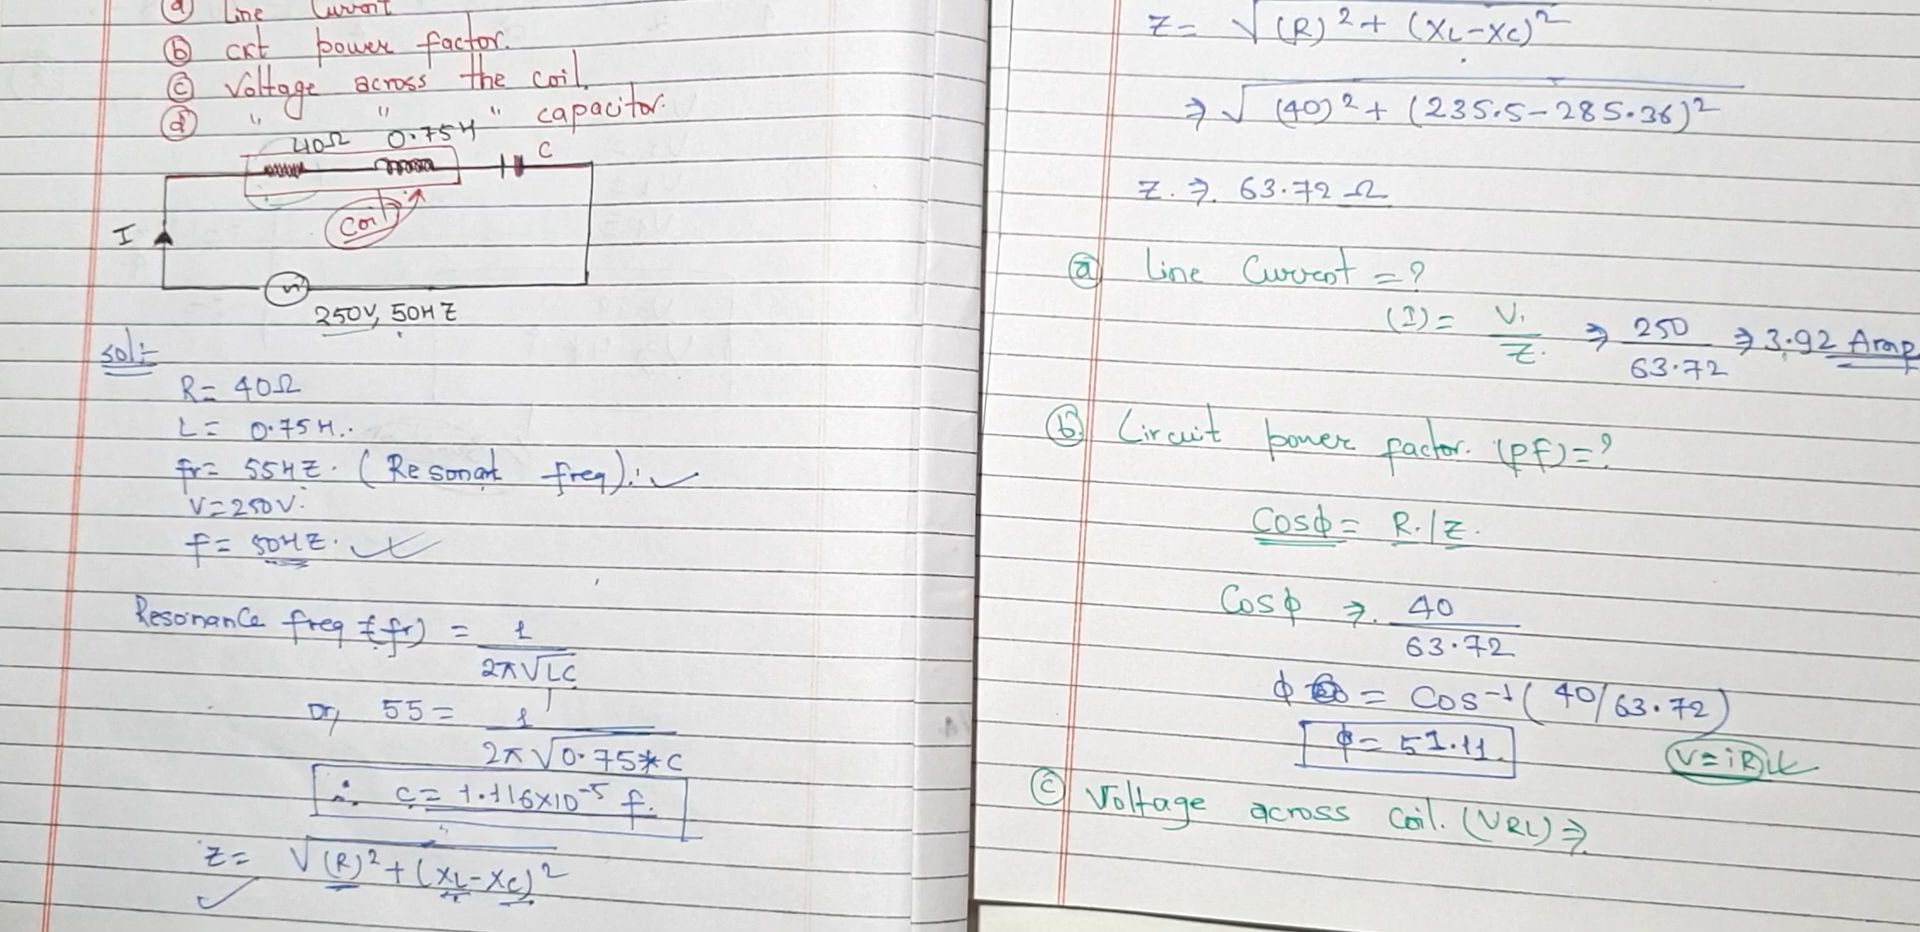 ⓐ Line Current
ⓑ ckt power factor.
ⓒ Voltage across the coil.
ⓓ " " " capacitor.
40Ω 0.75H C
coil
I
250V, 50HZ
Sol:-
R= 40Ω
L= 0.75H.
fr= 55HZ. (Resonant freq).
V=250V.
f= 50HZ.
Resonance freq (fr) = 1/2π√LC
or, 55 = 1/2π√0.75*C
∴ C= 1.116×10⁻⁵ f.
Z= √(R)²+(XL-XC)²
Z= √(R)²+(XL-XC)²
⇒ √(40)²+(235.5-285.36)²
Z ⇒ 63.72 Ω
ⓐ Line Current =?
(I)= V/Z ⇒ 250/63.72 ⇒ 3.92 Amp
ⓑ Circuit power factor. (pf)=?
Cosϕ= R/Z.
Cosϕ ⇒ 40/63.72
ϕ = Cos⁻¹(40/63.72)
ϕ= 51.11.
V=iR
ⓒ Voltage across coil. (VRL) ⇒